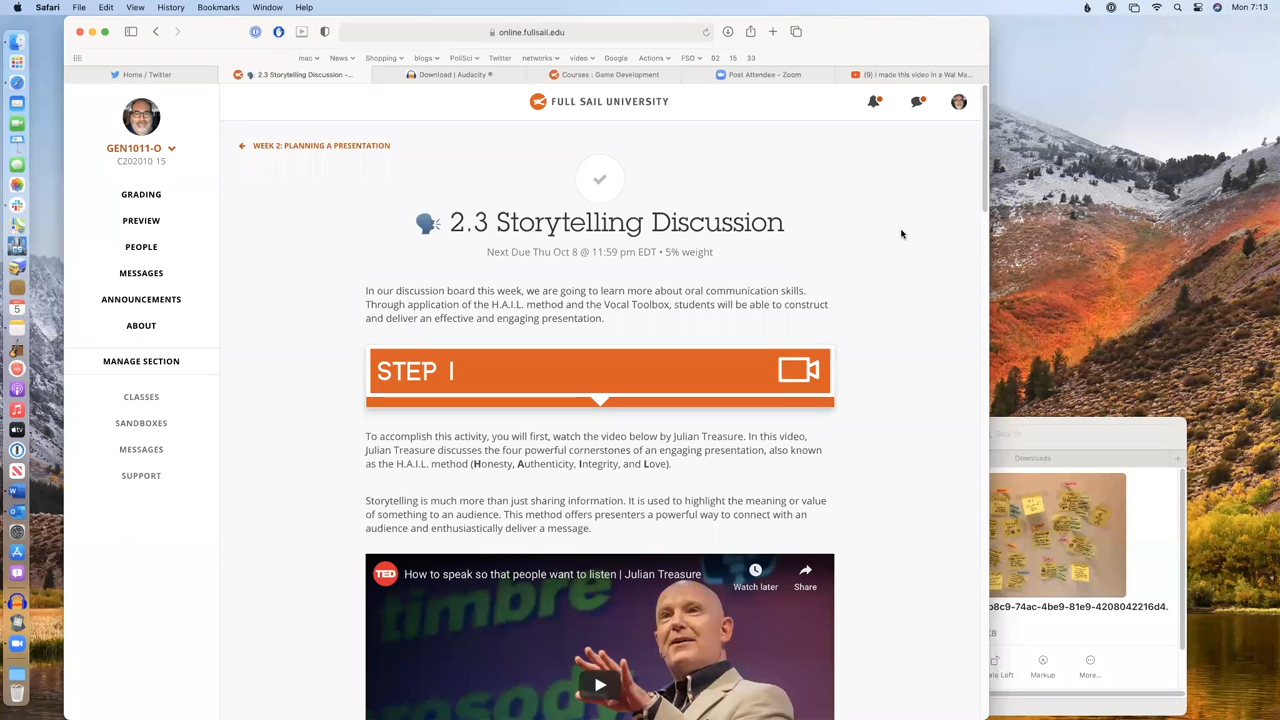 Safari File Edit View History Bookmarks Window Help Mon 7:13
online.fullsail.edu
mac News Shopping blogs PoliSci Twitter networks video Google Actions FSO 02 15 33
Home / Twitter
2.3 Storytelling Discussion -...
Download | Audacity ®
Courses : Game Development
Post Attendee - Zoom
(9) i made this video in a Wal Ma...
FULL SAIL UNIVERSITY
GEN1011-O
C202010 15
GRADING
PREVIEW
PEOPLE
MESSAGES
ANNOUNCEMENTS
ABOUT
MANAGE SECTION
CLASSES
SANDBOXES
MESSAGES
SUPPORT
WEEK 2: PLANNING A PRESENTATION
2.3 Storytelling Discussion
Next Due Thu Oct 8 @ 11:59 pm EDT • 5% weight
In our discussion board this week, we are going to learn more about oral communication skills.
Through application of the H.A.I.L. method and the Vocal Toolbox, students will be able to construct
and deliver an effective and engaging presentation.
STEP 1
To accomplish this activity, you will first, watch the video below by Julian Treasure. In this video,
Julian Treasure discusses the four powerful cornerstones of an engaging presentation, also known
as the H.A.I.L. method (Honesty, Authenticity, Integrity, and Love).
Storytelling is much more than just sharing information. It is used to highlight the meaning or value
of something to an audience. This method offers presenters a powerful way to connect with an
audience and enthusiastically deliver a message.
TED How to speak so that people want to listen | Julian Treasure
Watch later
Share
Search
Downloads
b8c9-74ac-4be9-81e9-4208042216d4.
KB
ate Left
Markup
More...
5